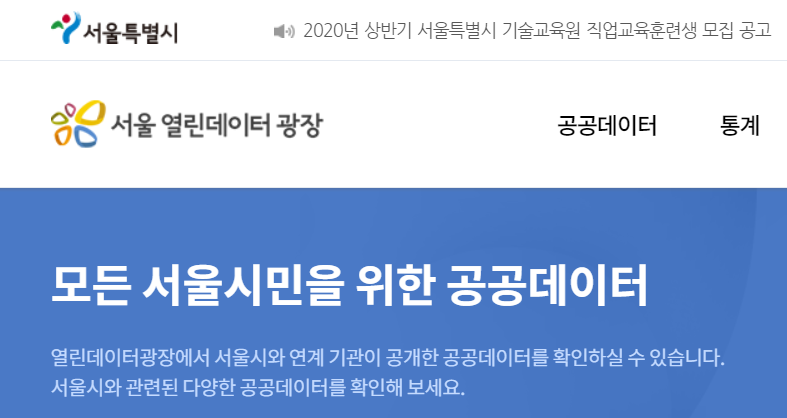 서울특별시
2020년 상반기 서울특별시 기술교육원 직업교육훈련생 모집 공고
서울 열린데이터 광장
공공데이터
통계
모든 서울시민을 위한 공공데이터
열린데이터광장에서 서울시와 연계 기관이 공개한 공공데이터를 확인하실 수 있습니다.
서울시와 관련된 다양한 공공데이터를 확인해 보세요.